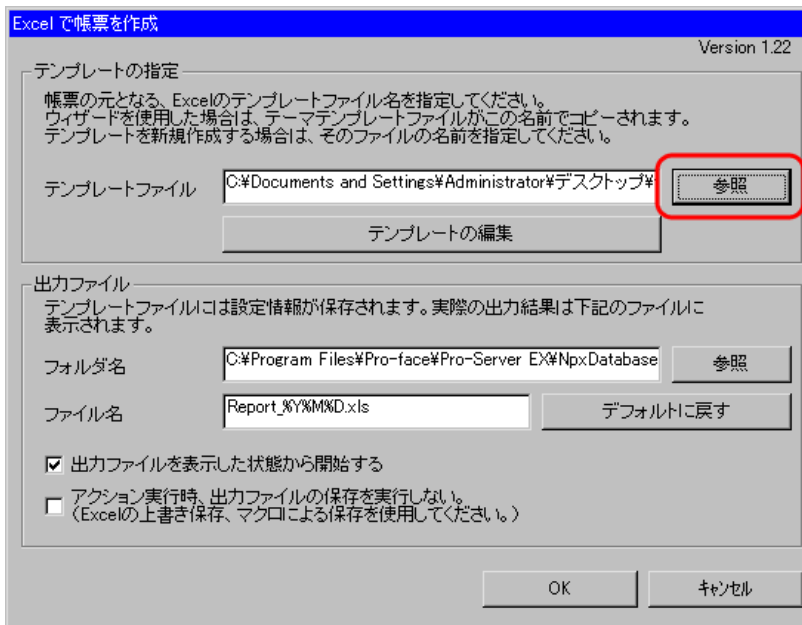 Excel で帳票を作成
Version 1.22
テンプレートの指定
帳票の元となる、Excelのテンプレートファイル名を指定してください。
ウィザードを使用した場合は、テーマテンプレートファイルがこの名前でコピーされます。
テンプレートを新規作成する場合は、そのファイルの名前を指定してください。
テンプレートファイル C:¥Documents and Settings¥Administrator¥デスクトップ¥ 参照
テンプレートの編集
出力ファイル
テンプレートファイルには設定情報が保存されます。実際の出力結果は下記のファイルに
表示されます。
フォルダ名 C:¥Program Files¥Pro-face¥Pro-Server EX¥NpxDatabase 参照
ファイル名 Report_%Y%M%D.xls デフォルトに戻す
出力ファイルを表示した状態から開始する
アクション実行時、出力ファイルの保存を実行しない。
(Excelの上書き保存、マクロによる保存を使用してください。)
OK キャンセル